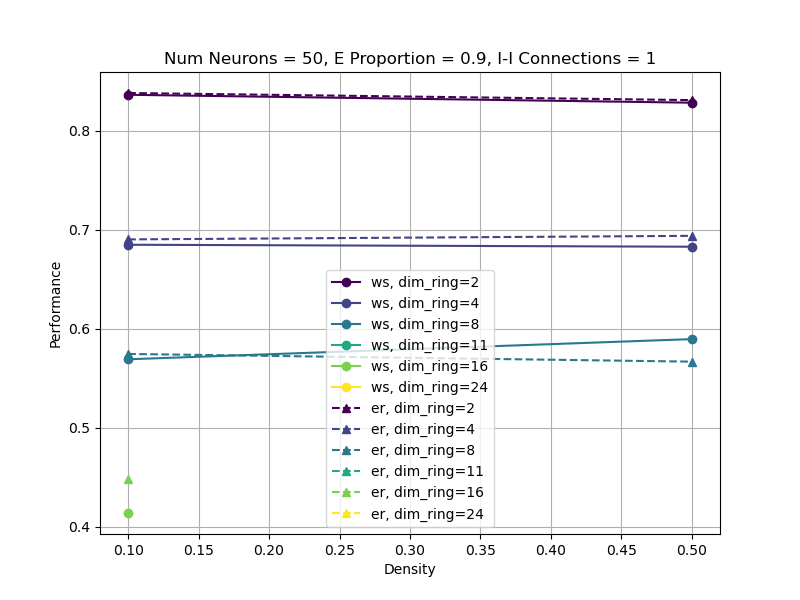 Num Neurons = 50, E Proportion = 0.9, I-I Connections = 1
Performance
0.8
0.7
0.6
0.5
0.4
ws, dim_ring=2
ws, dim_ring=4
ws, dim_ring=8
ws, dim_ring=11
ws, dim_ring=16
ws, dim_ring=24
er, dim_ring=2
er, dim_ring=4
er, dim_ring=8
er, dim_ring=11
er, dim_ring=16
er, dim_ring=24
0.10 0.15 0.20 0.25 0.30 0.35 0.40 0.45 0.50
Density